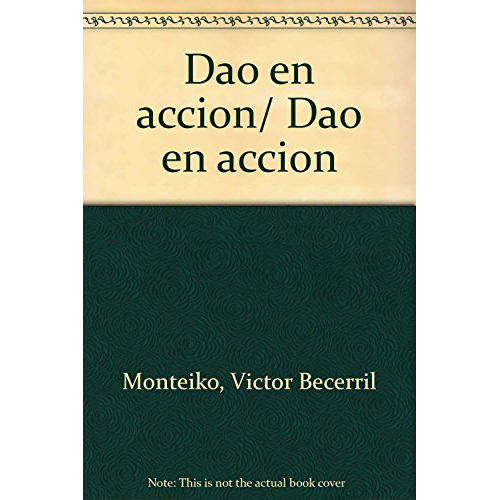 Dao en
accion/ Dao
en accion
Monteiko, Victor Becerril
Note: This is not the actual book cover